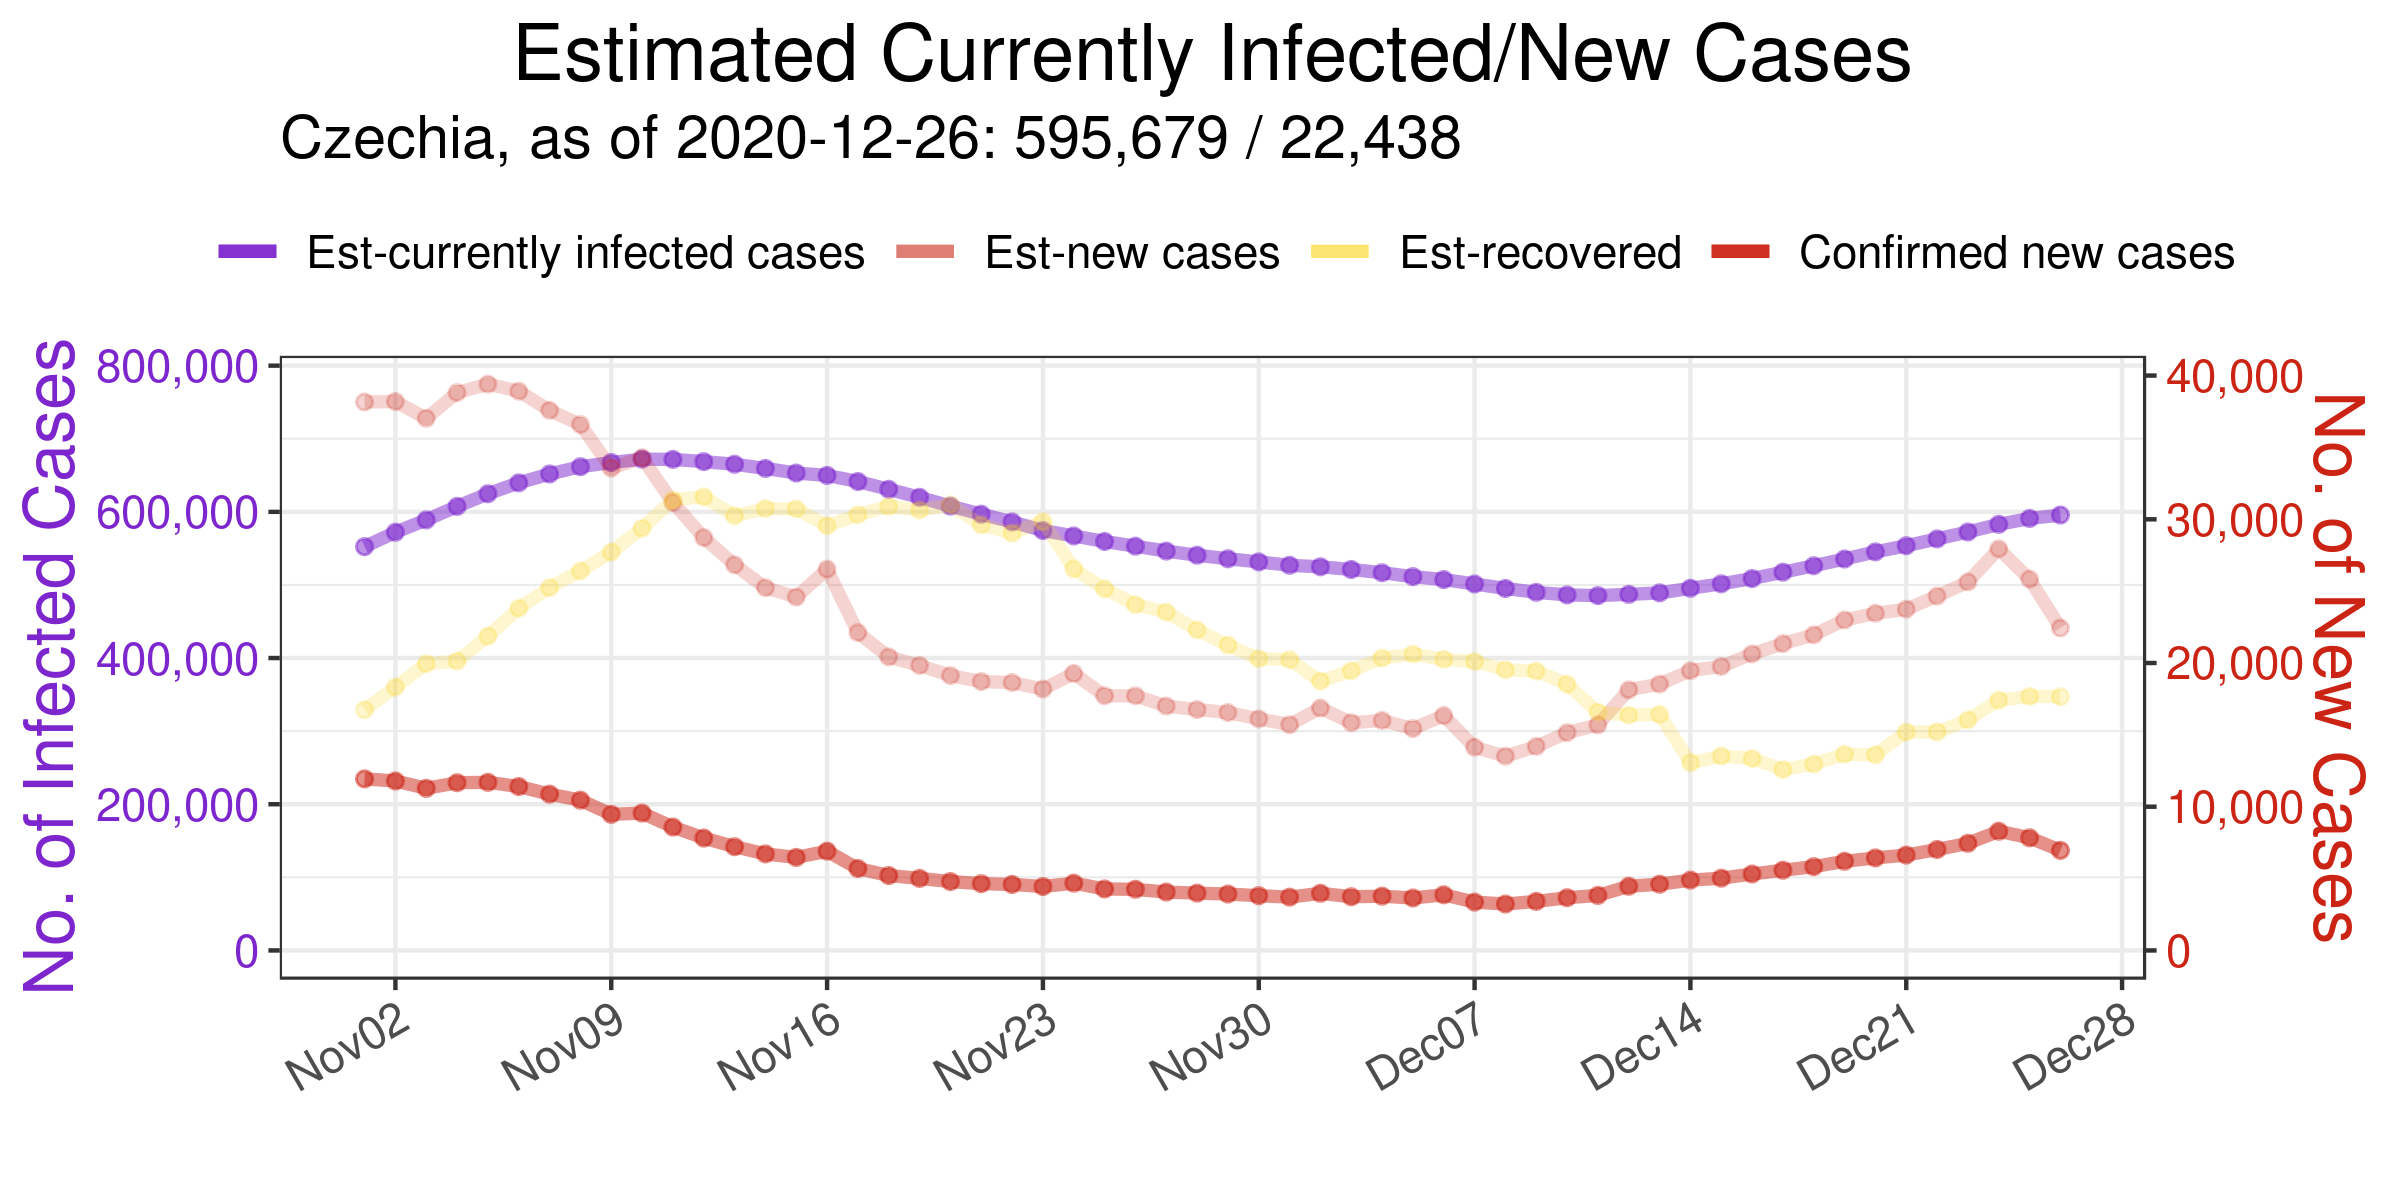 Estimated Currently Infected/New Cases
Czechia, as of 2020-12-26: 595,679 / 22,438
Est-currently infected cases Est-new cases Est-recovered Confirmed new cases
No. of Infected Cases
800,000
600,000
400,000
200,000
0
40,000
30,000
20,000
10,000
0
No. of New Cases
Nov02 Nov09 Nov16 Nov23 Nov30 Dec07 Dec14 Dec21 Dec28